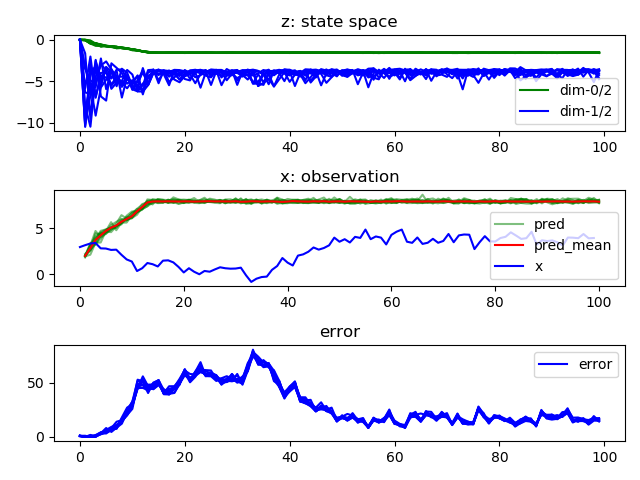 z: state space
0
−5
−10
dim-0/2
dim-1/2
0 20 40 60 80 100
x: observation
5
0
pred
pred_mean
x
0 20 40 60 80 100
error
50
0
error
0 20 40 60 80 100